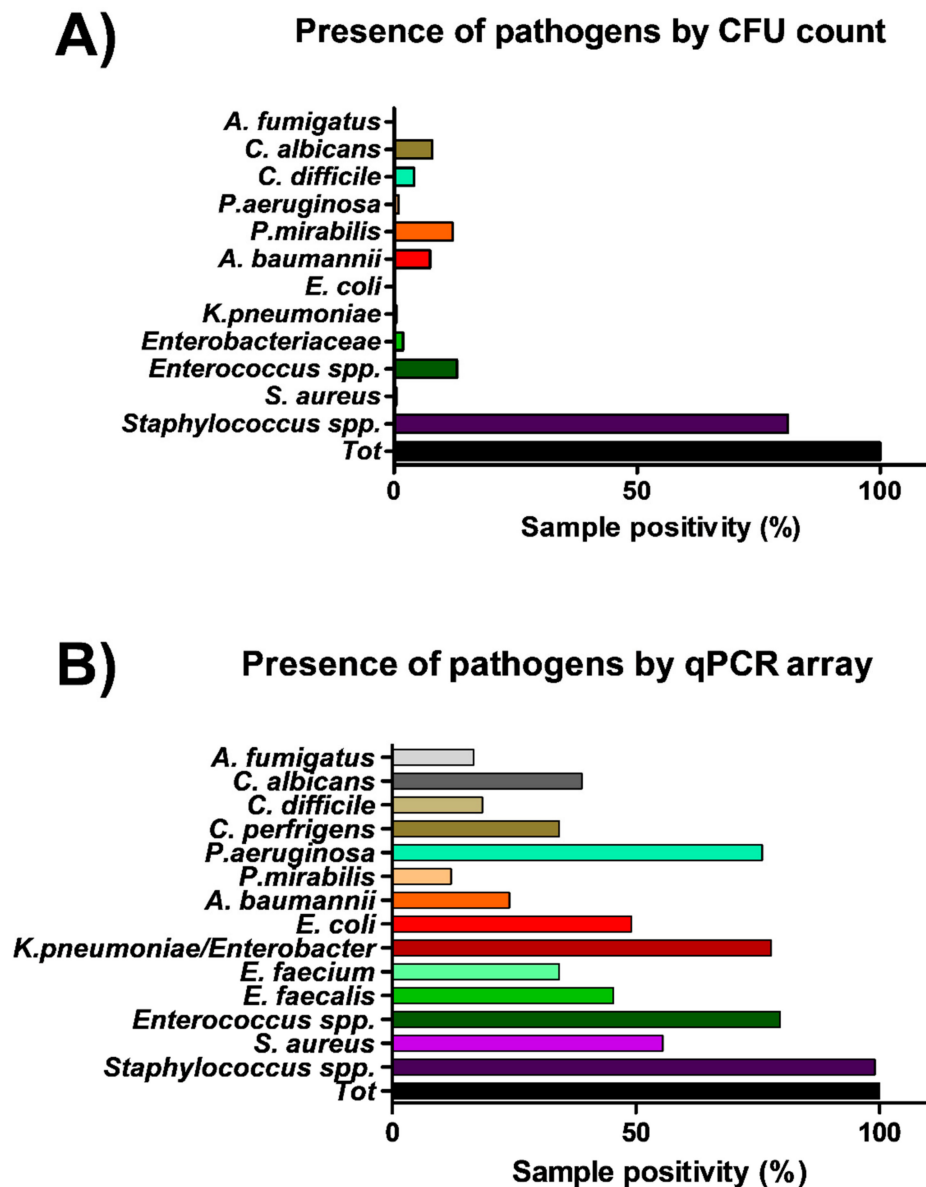 A)
Presence of pathogens by CFU count
A. fumigatus
C. albicans
C. difficile
P.aeruginosa
P.mirabilis
A. baumannii
E. coli
K.pneumoniae
Enterobacteriaceae
Enterococcus spp.
S. aureus
Staphylococcus spp.
Tot
0 50 100
Sample positivity (%)
B)
Presence of pathogens by qPCR array
A. fumigatus
C. albicans
C. difficile
C. perfrigens
P.aeruginosa
P.mirabilis
A. baumannii
E. coli
K.pneumoniae/Enterobacter
E. faecium
E. faecalis
Enterococcus spp.
S. aureus
Staphylococcus spp.
Tot
0 50 100
Sample positivity (%)